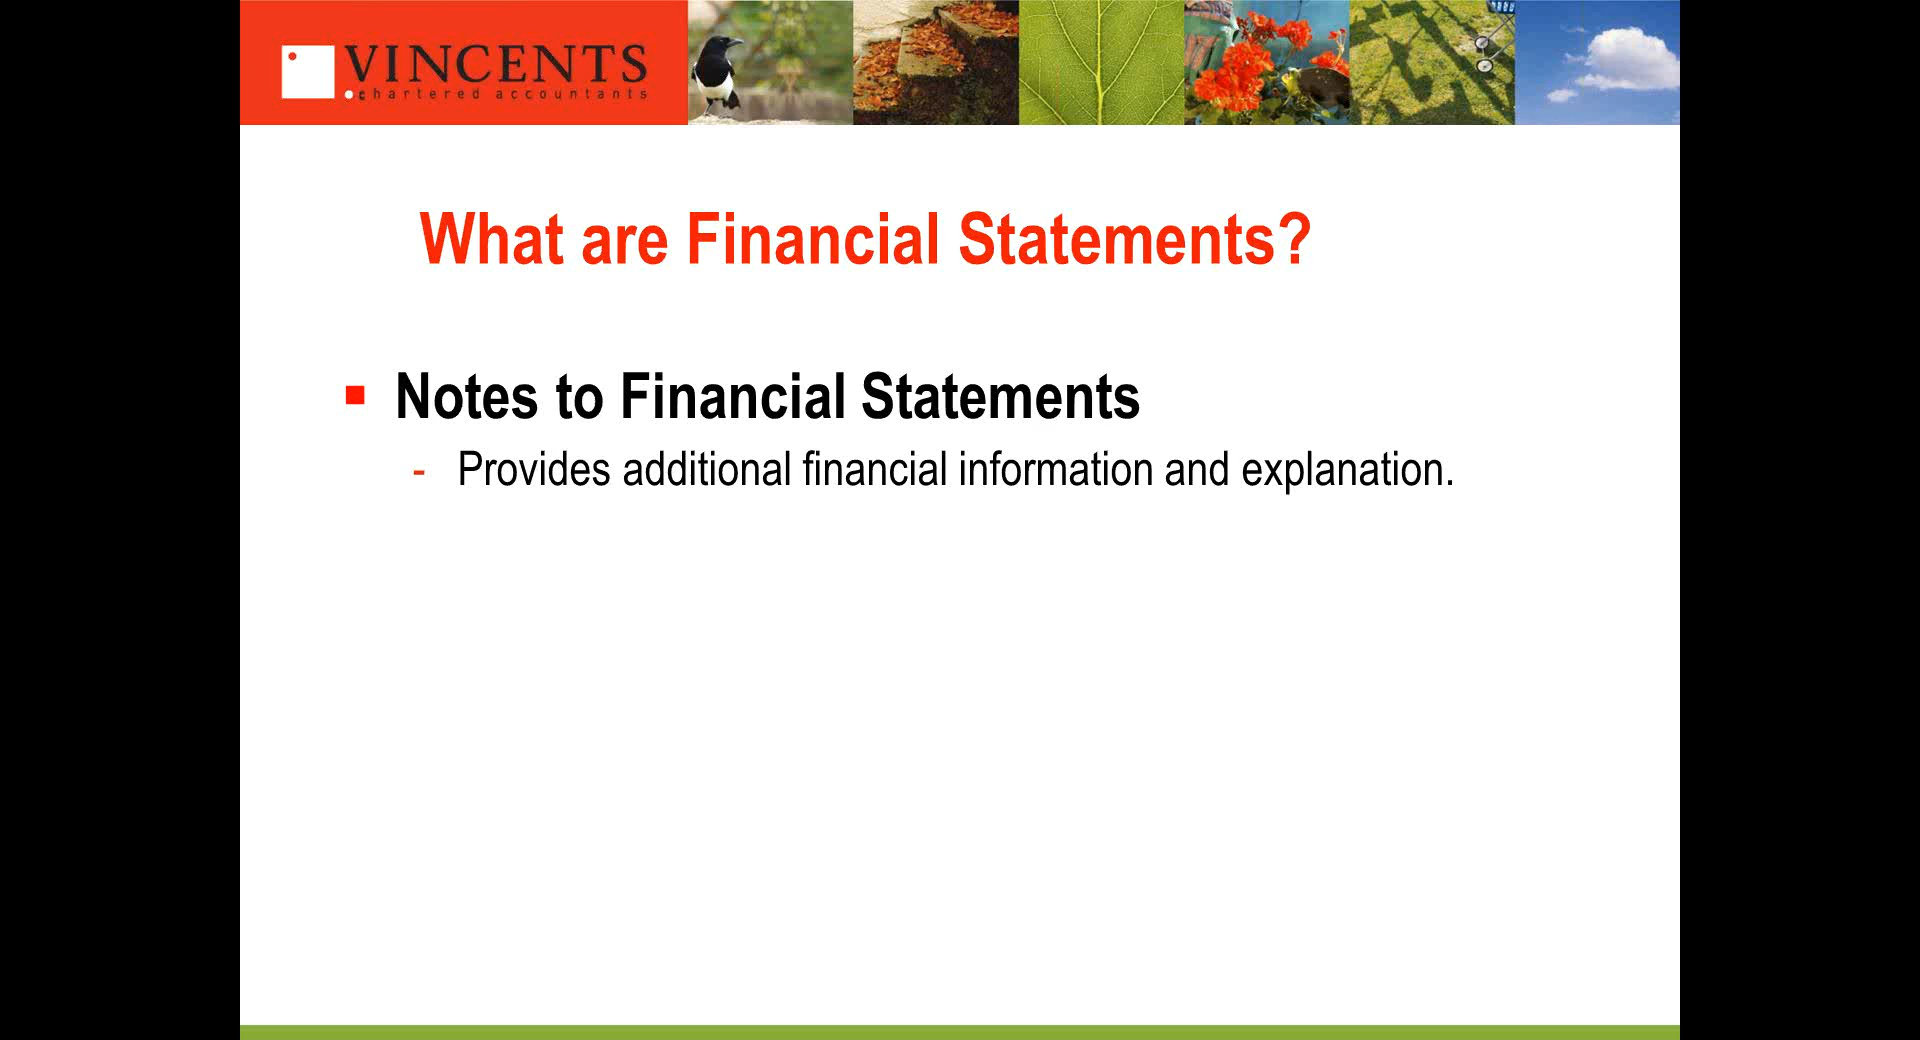 VINCENTS
chartered accountants
What are Financial Statements?
Notes to Financial Statements
- Provides additional financial information and explanation.